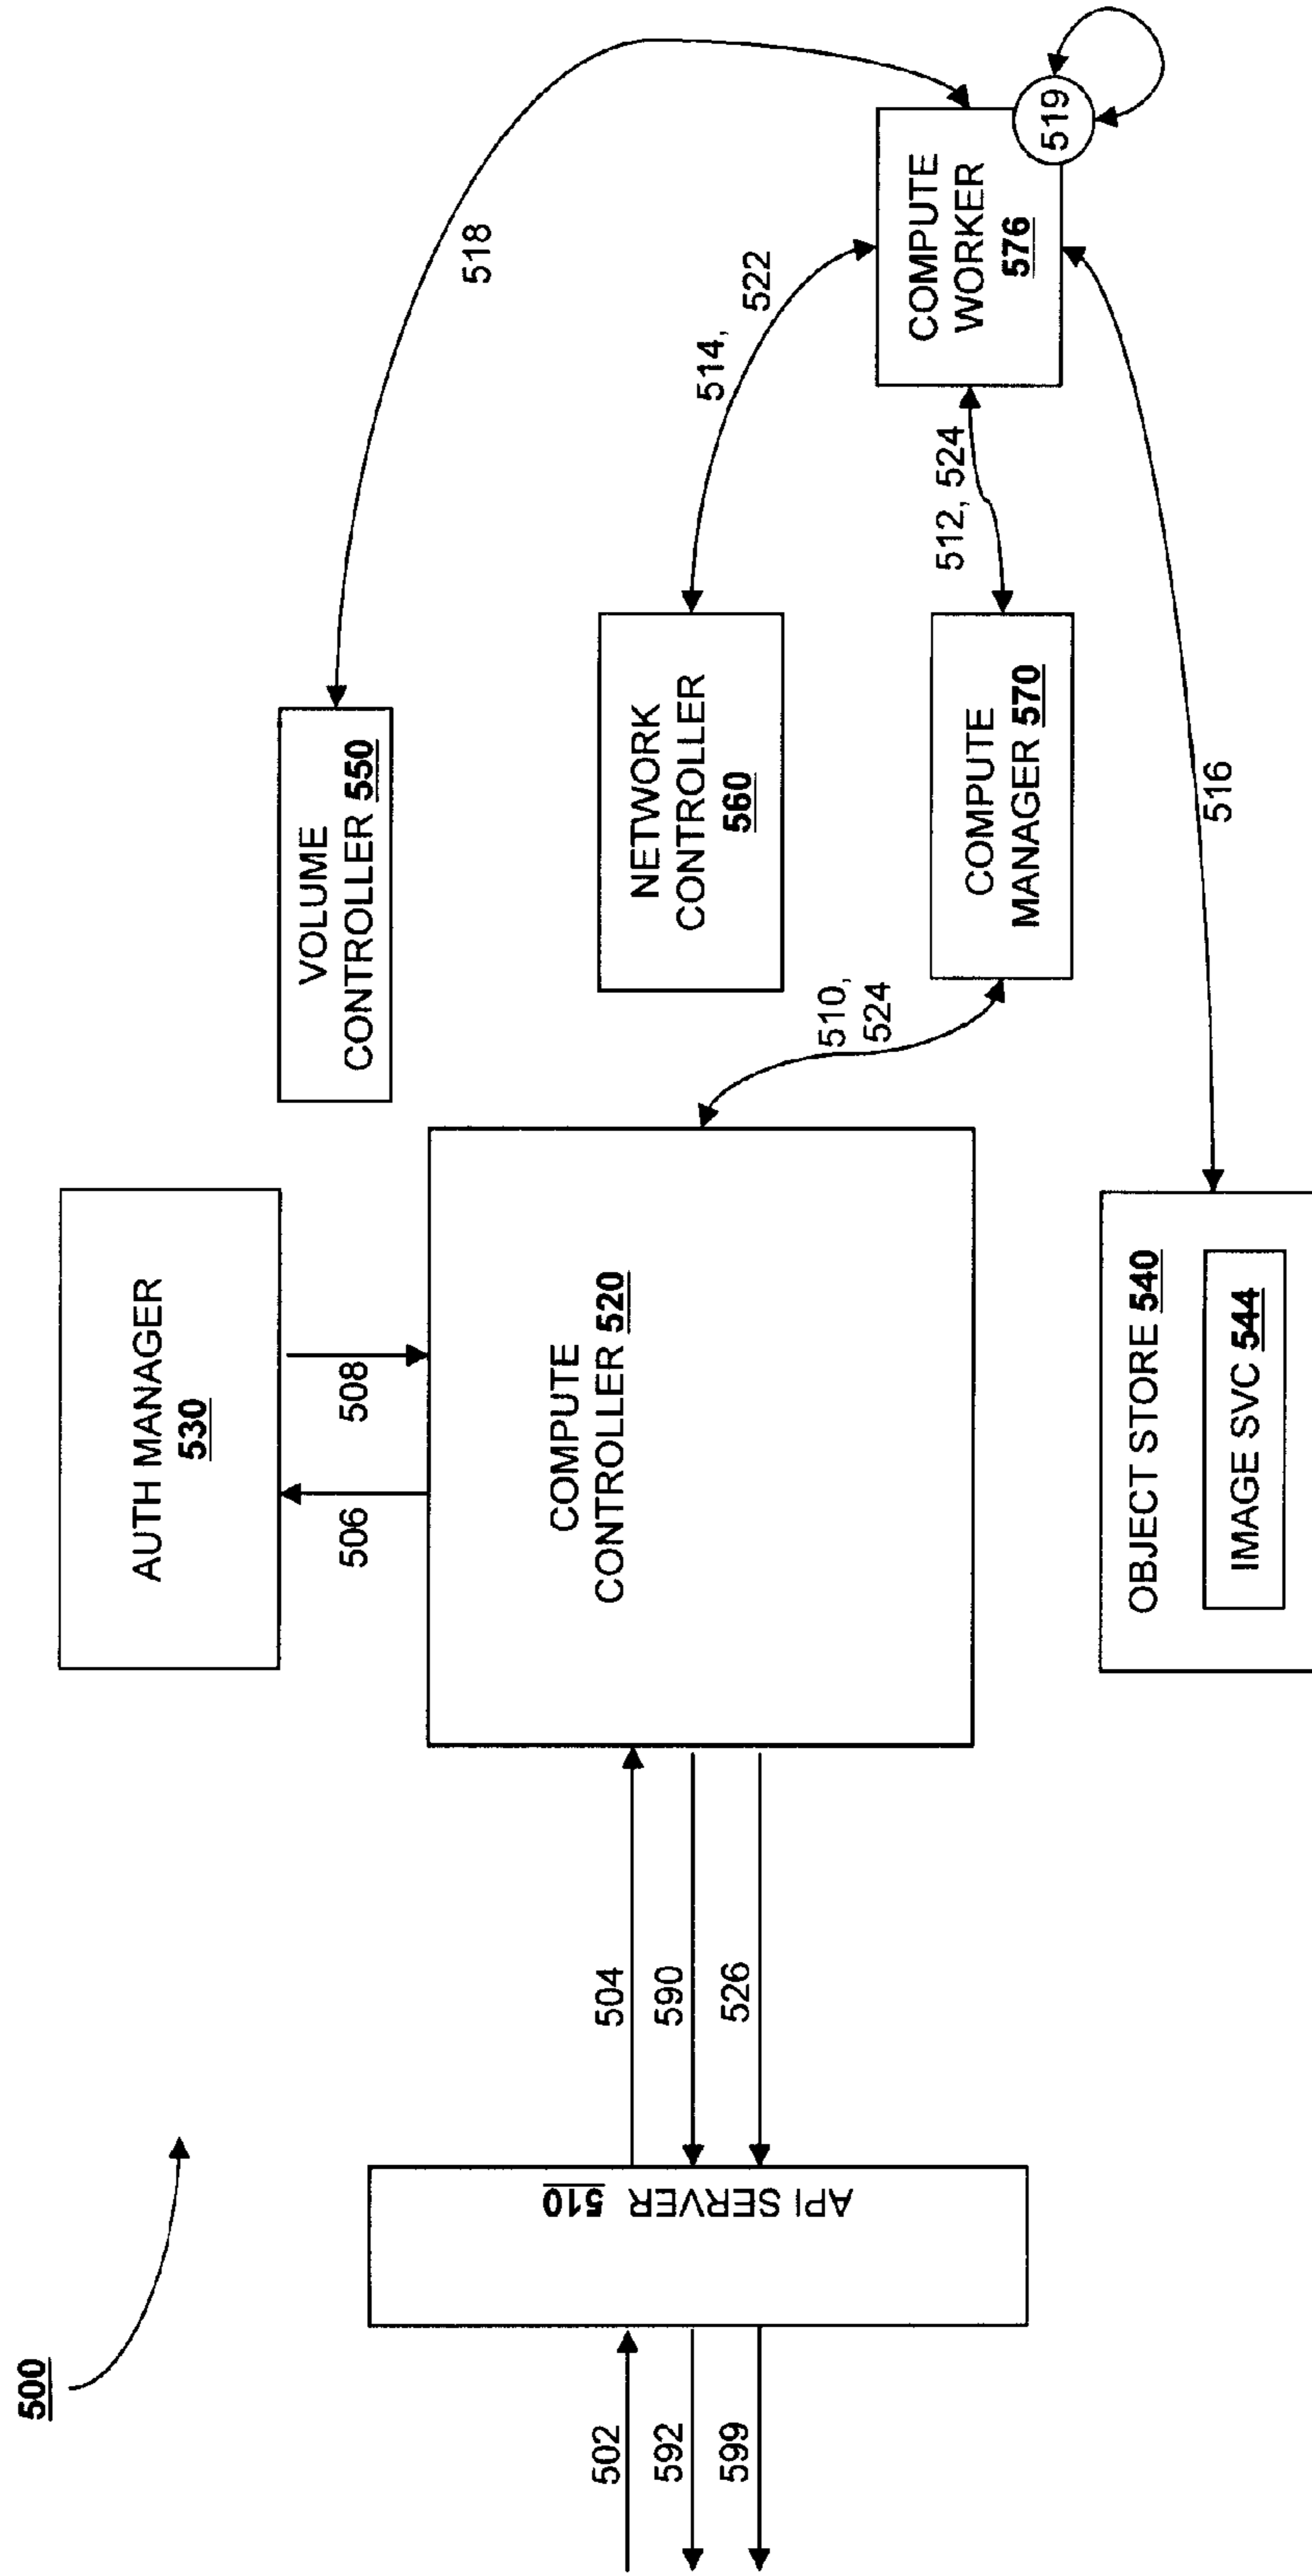 500
502
592
599
API SERVER 510
504
590
526
AUTH MANAGER
530
506
508
COMPUTE
CONTROLLER 520
OBJECT STORE 540
IMAGE SVC 544
VOLUME
CONTROLLER 550
NETWORK
CONTROLLER
560
COMPUTE
MANAGER 570
510,
524
512, 524
514,
522
518
516
COMPUTE
WORKER
576
519